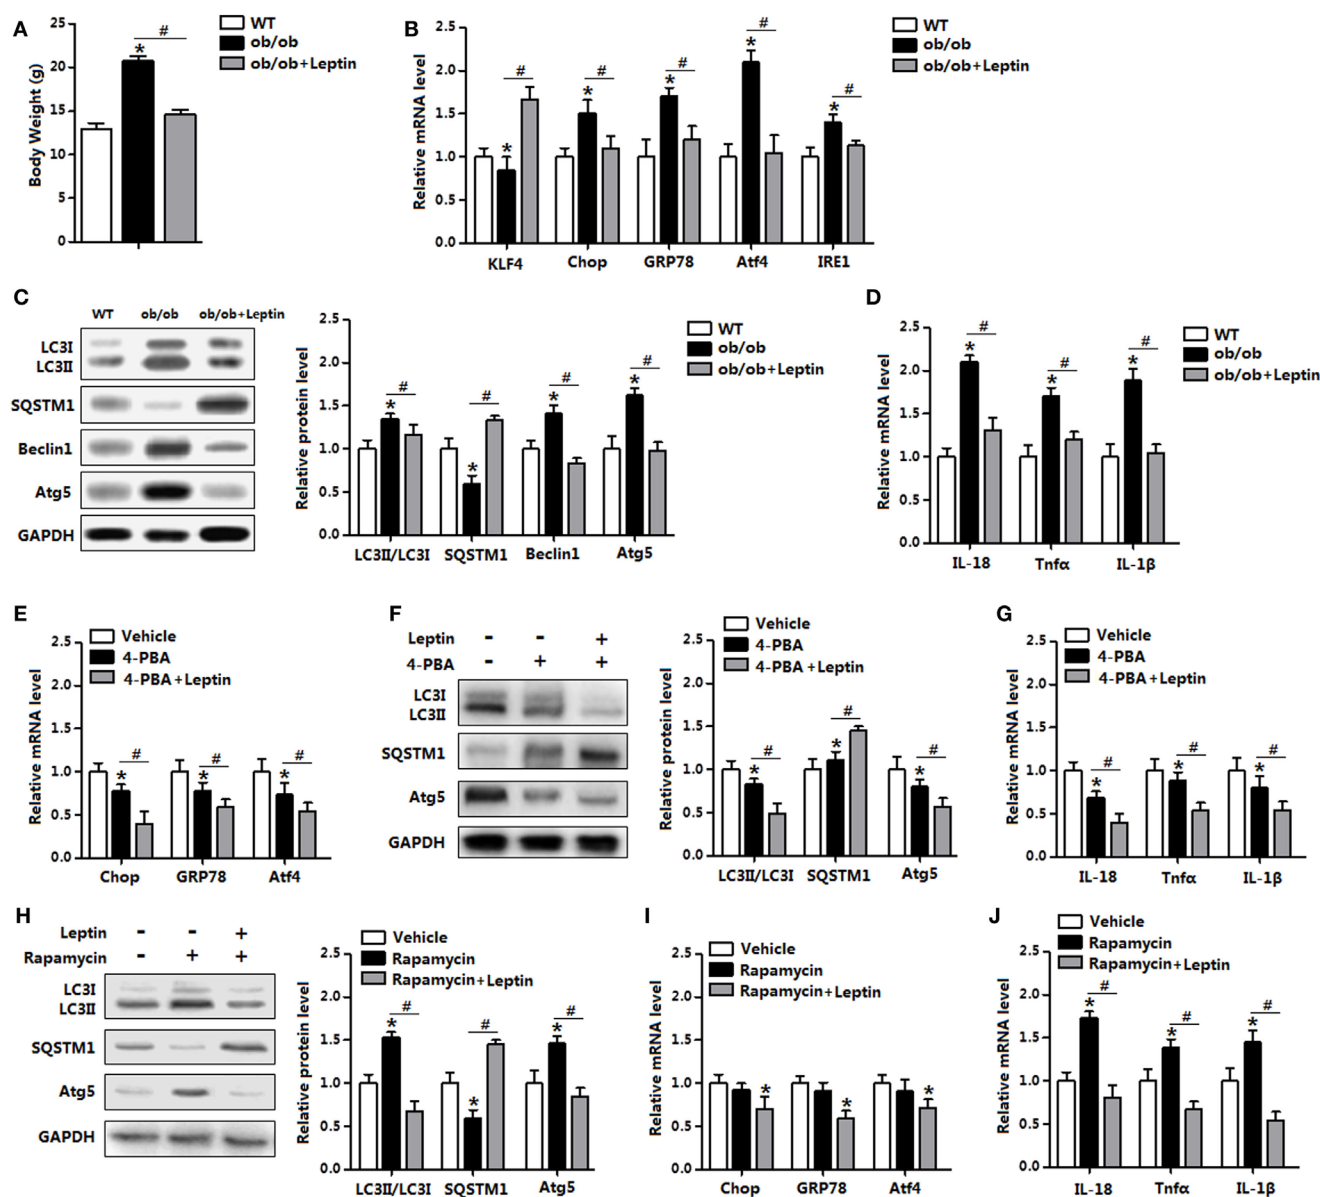 A
Body Weight (g)
25
20
15
10
5
0
*
#
WT
ob/ob
ob/ob+Leptin
B
Relative mRNA level
2.5
2.0
1.5
1.0
0.5
0.0
* # * # * # * # * #
KLF4 Chop GRP78 Atf4 IRE1
WT
ob/ob
ob/ob+Leptin
C
WT ob/ob ob/ob+Leptin
LC3I
LC3II
SQSTM1
Beclin1
Atg5
GAPDH
Relative protein level
2.5
2.0
1.5
1.0
0.5
0.0
* # * # * # * #
LC3II/LC3I SQSTM1 Beclin1 Atg5
WT
ob/ob
ob/ob+Leptin
D
Relative mRNA level
2.5
2.0
1.5
1.0
0.5
0.0
* # * # * #
IL-18 Tnfα IL-1β
WT
ob/ob
ob/ob+Leptin
E
Relative mRNA level
2.5
2.0
1.5
1.0
0.5
0.0
Vehicle
4-PBA
4-PBA+Leptin
* # * # * #
Chop GRP78 Atf4
F
Leptin - - +
4-PBA - + +
LC3I
LC3II
SQSTM1
Atg5
GAPDH
Relative protein level
2.5
2.0
1.5
1.0
0.5
0.0
Vehicle
4-PBA
4-PBA+Leptin
* # * # * #
LC3II/LC3I SQSTM1 Atg5
G
Relative mRNA level
2.5
2.0
1.5
1.0
0.5
0.0
Vehicle
4-PBA
4-PBA+Leptin
* # * # * #
IL-18 Tnfα IL-1β
H
Leptin - - +
Rapamycin - + +
LC3I
LC3II
SQSTM1
Atg5
GAPDH
Relative protein level
2.5
2.0
1.5
1.0
0.5
0.0
Vehicle
Rapamycin
Rapamycin+Leptin
* # * # * #
LC3II/LC3I SQSTM1 Atg5
I
Relative mRNA level
2.5
2.0
1.5
1.0
0.5
0.0
Vehicle
Rapamycin
Rapamycin+Leptin
* * *
Chop GRP78 Atf4
J
Relative mRNA level
2.5
2.0
1.5
1.0
0.5
0.0
Vehicle
Rapamycin
Rapamycin+Leptin
* # * # * #
IL-18 Tnfα IL-1β